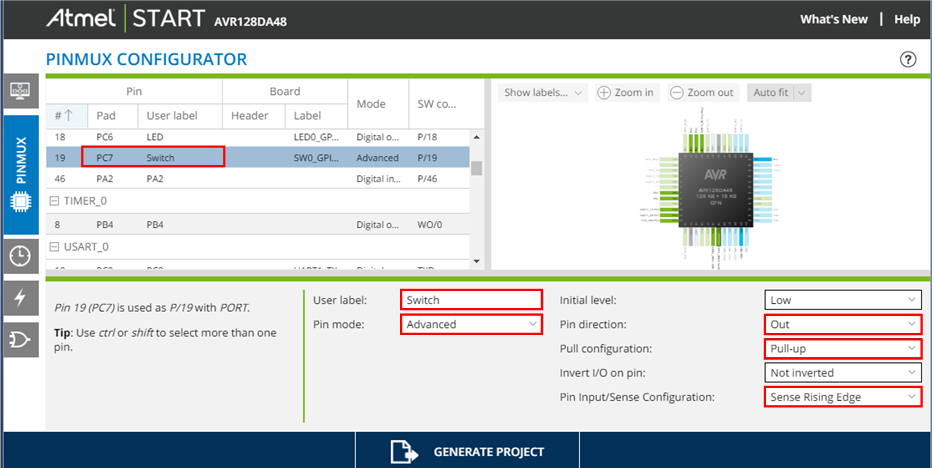 Atmel START AVR128DA48
What's New | Help
PINMUX CONFIGURATOR
Pin Board Mode SW co...
# Pad User label Header Label
18 PC6 LED LED0_GP... Digital o... P/18
19 PC7 Switch SW0_GPI... Advanced P/19
46 PA2 PA2 Digital in... P/46
TIMER_0
8 PB4 PB4 Digital o... WO/0
USART_0
Show labels... Zoom in Zoom out Auto fit
AVR
AVR128DA48
128 KB + 16 KB
QFN
PINMUX
Pin 19 (PC7) is used as P/19 with PORT.
Tip: Use ctrl or shift to select more than one
pin.
User label: Switch
Pin mode: Advanced
Initial level: Low
Pin direction: Out
Pull configuration: Pull-up
Invert I/O on pin: Not inverted
Pin Input/Sense Configuration: Sense Rising Edge
GENERATE PROJECT